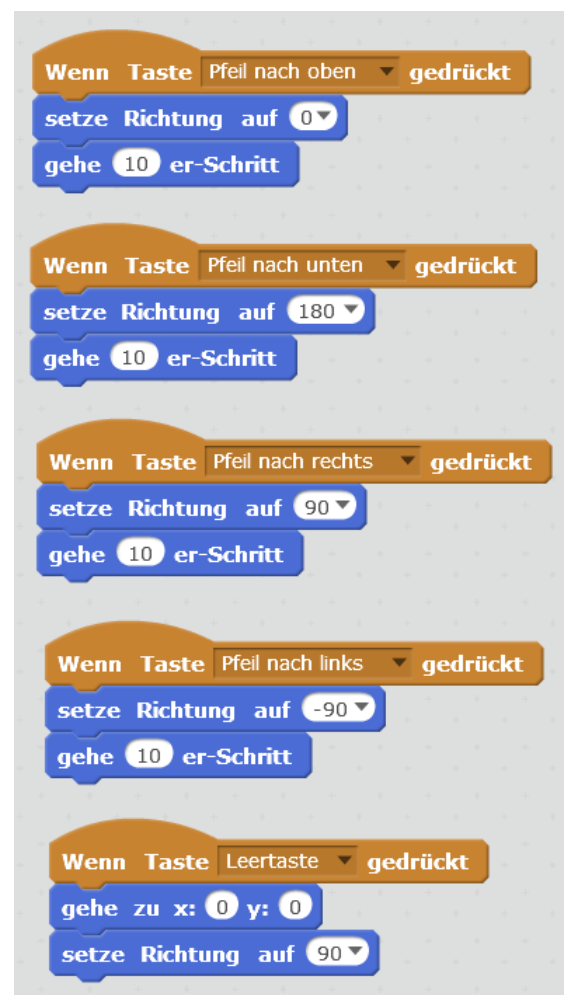 Wenn Taste Pfeil nach oben gedrückt
setze Richtung auf 0
gehe 10 er-Schritt
Wenn Taste Pfeil nach unten gedrückt
setze Richtung auf 180
gehe 10 er-Schritt
Wenn Taste Pfeil nach rechts gedrückt
setze Richtung auf 90
gehe 10 er-Schritt
Wenn Taste Pfeil nach links gedrückt
setze Richtung auf -90
gehe 10 er-Schritt
Wenn Taste Leertaste gedrückt
gehe zu x: 0 y: 0
setze Richtung auf 90